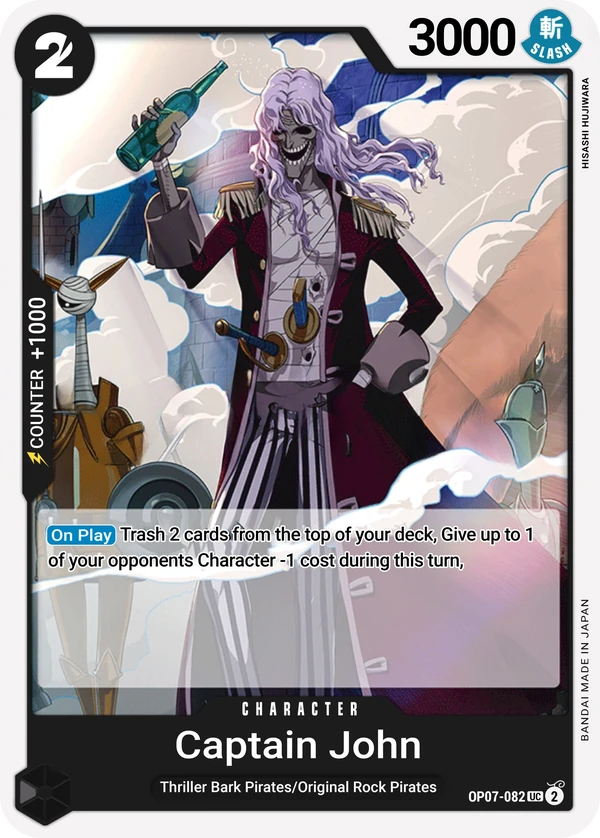 2
3000
斬
SLASH
HISASHI HUJIWARA
COUNTER +1000
On Play Trash 2 cards from the top of your deck, Give up to 1
of your opponents Character -1 cost during this turn,
BANDAI MADE IN JAPAN
CHARACTER
Captain John
Thriller Bark Pirates/Original Rock Pirates
OP07-082 UC 2